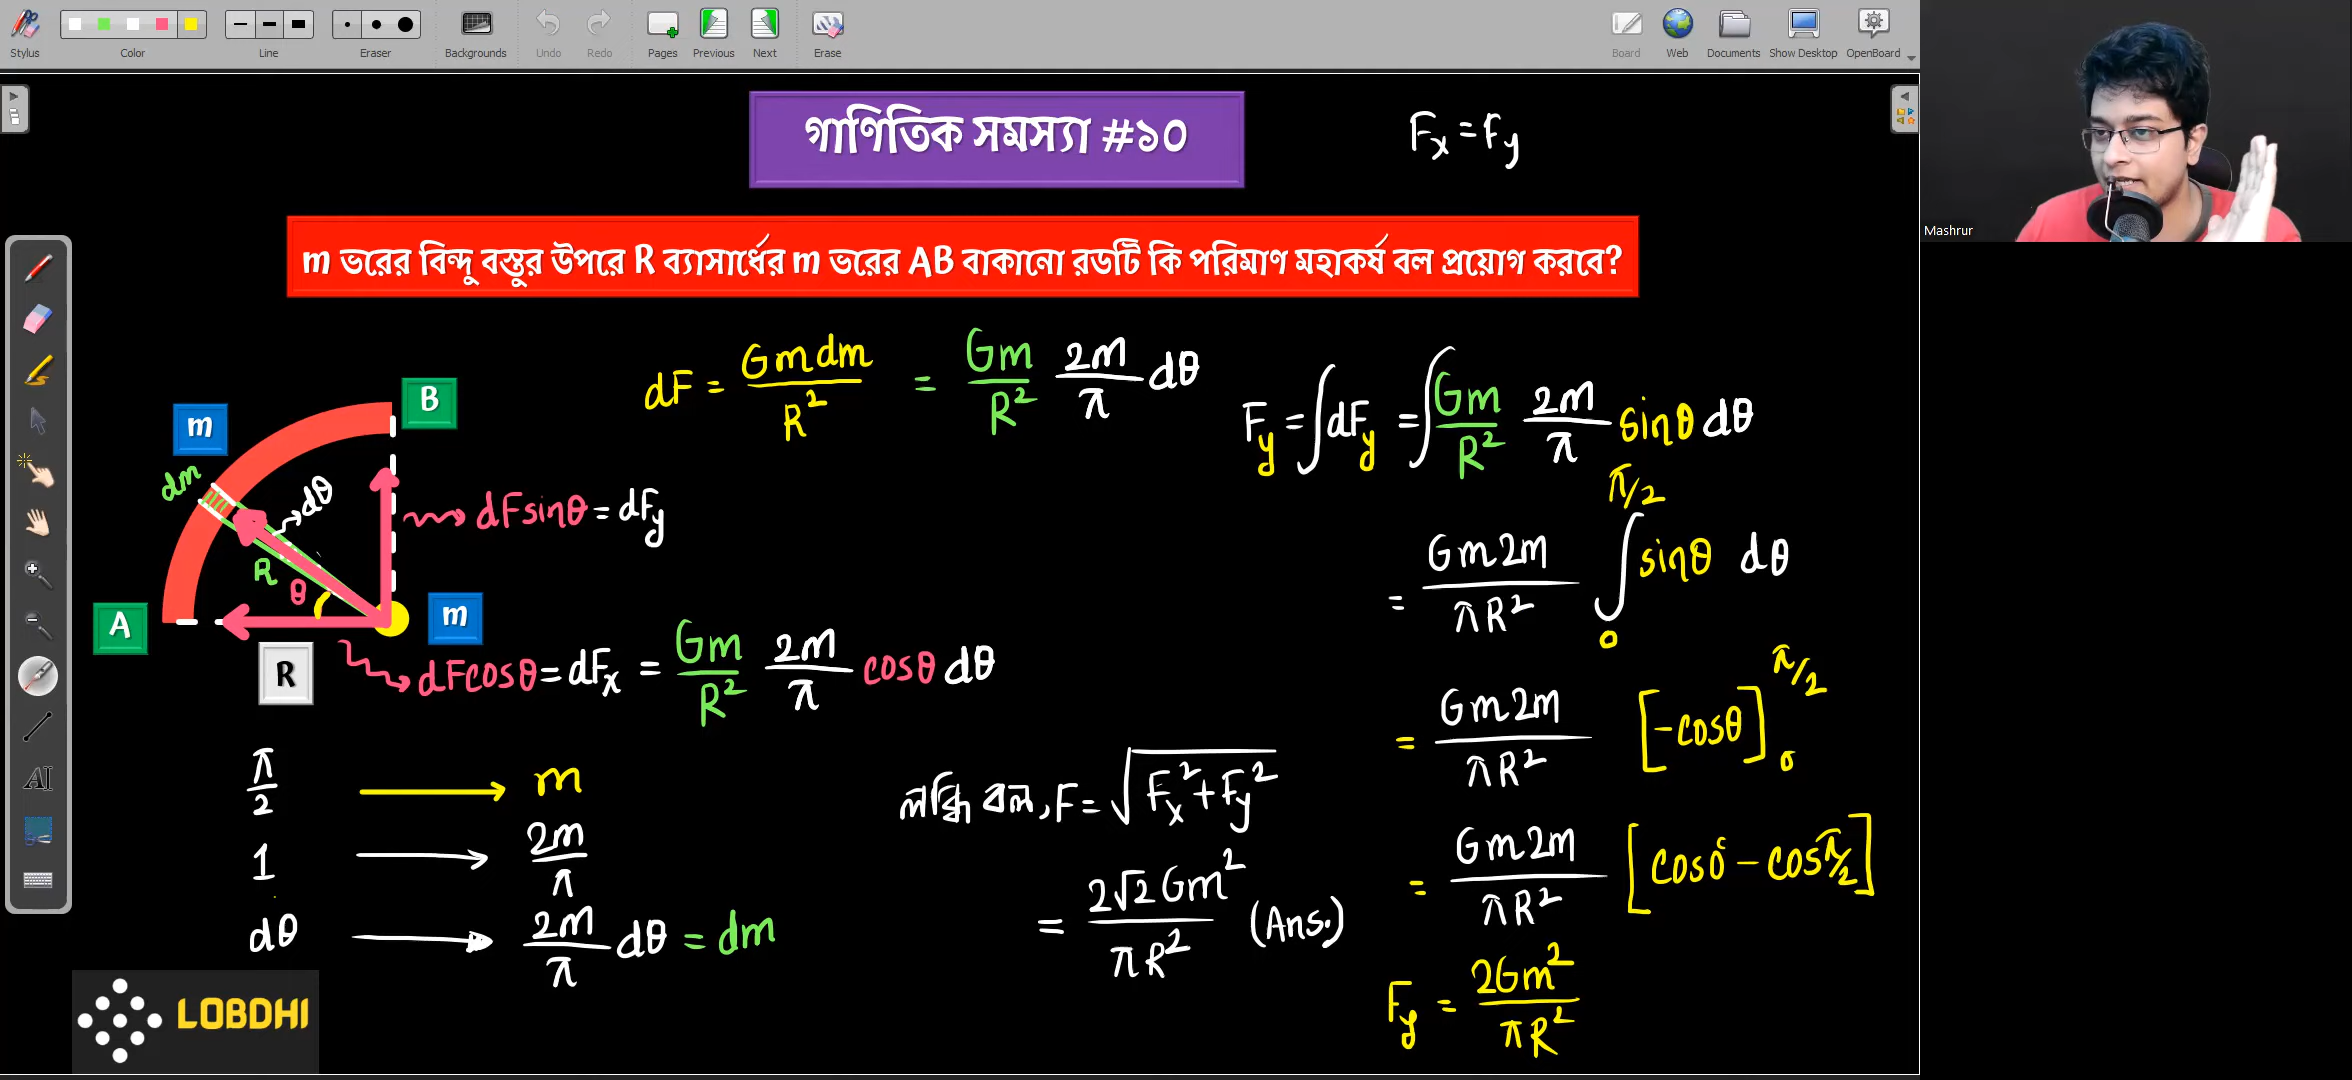 Stylus
Color
Line
Eraser
Backgrounds
Undo
Redo
Pages
Previous
Next
Erase
Board
Web
Documents
Show Desktop
OpenBoard
Mashrur
গাণিতিক সমস্যা #১০
Fx = Fy
m ভরের বিন্দু বস্তুর উপরে R ব্যাসার্ধের m ভরের AB বাকানো রডটি কি পরিমাণ মহাকর্ষ বল প্রয়োগ করবে?
dF = Gmdm/R² = Gm/R² 2m/π dθ
B
m
dm
dθ
R
θ
A
m
R
dFsinθ = dFy
dFcosθ = dFx = Gm/R² 2m/π cosθ dθ
π/2 → m
1 → 2m/π
dθ → 2m/π dθ = dm
লব্ধি বল, F = √(Fx² + Fy²)
= 2√2 Gm²/πR² (Ans.)
Fy = ∫dFy = ∫Gm/R² 2m/π sinθ dθ
= Gm2m/πR² ∫₀^π/2 sinθ dθ
= Gm2m/πR² [-cosθ]₀^π/2
= Gm2m/πR² [cos0° - cosπ/2]
Fy = 2Gm²/πR²
AI
LOBDHI